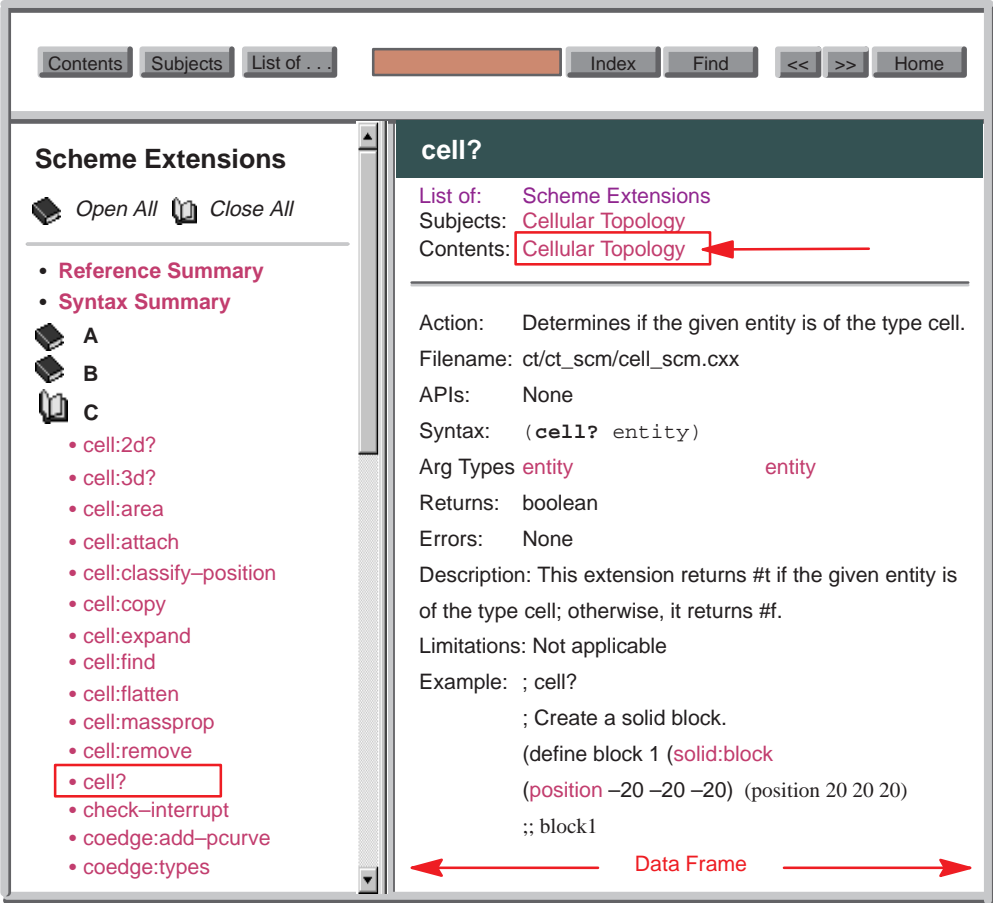 Contents Subjects List of . . . Index Find << >> Home
Scheme Extensions
Open All Close All
• Reference Summary
• Syntax Summary
A
B
C
• cell:2d?
• cell:3d?
• cell:area
• cell:attach
• cell:classify–position
• cell:copy
• cell:expand
• cell:find
• cell:flatten
• cell:massprop
• cell:remove
• cell?
• check–interrupt
• coedge:add–pcurve
• coedge:types
cell?
List of: Scheme Extensions
Subjects: Cellular Topology
Contents: Cellular Topology
Action: Determines if the given entity is of the type cell.
Filename: ct/ct_scm/cell_scm.cxx
APIs: None
Syntax: (cell? entity)
Arg Types entity entity
Returns: boolean
Errors: None
Description: This extension returns #t if the given entity is
of the type cell; otherwise, it returns #f.
Limitations: Not applicable
Example: ; cell?
; Create a solid block.
(define block 1 (solid:block
(position –20 –20 –20) (position 20 20 20)
;; block1
Data Frame